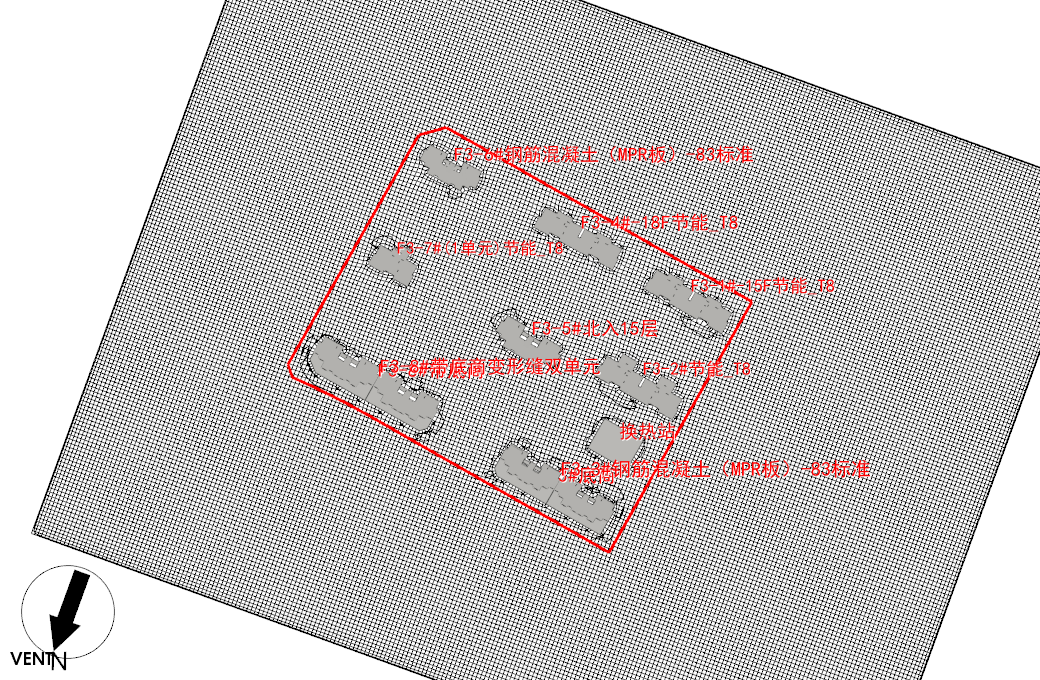 F3-6#钢筋混凝土（MPR板）-83标准
F3-4#-18F节能_T8
F3-7#(1单元)节能_T8
F3-1#-15F节能_T8
F3-5#北入15层
F3-8#带底商变形缝双单元
F3-2#节能_T8
换热站
F3-3#钢筋混凝土（MPR板）-83标准
3#底商
VENT
N